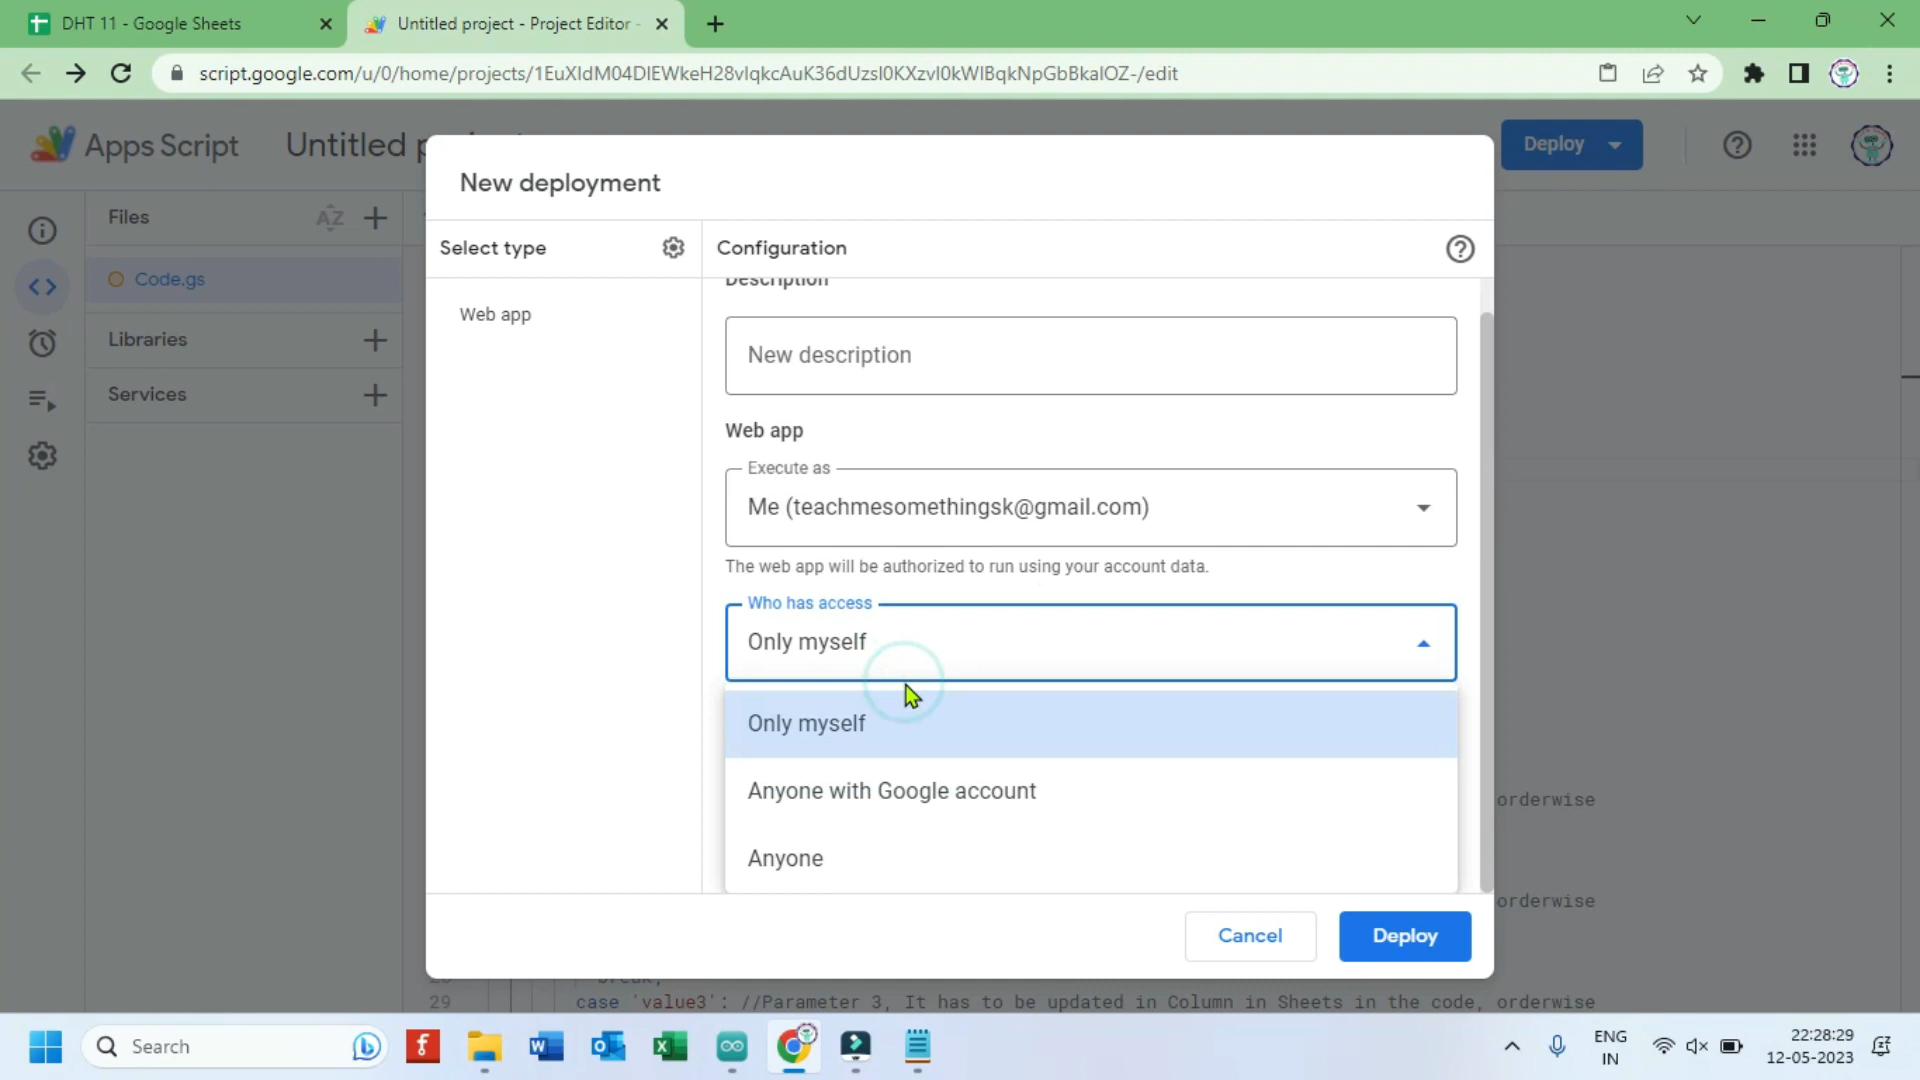 DHT 11 - Google Sheets
Untitled project - Project Editor -
script.google.com/u/0/home/projects/1EuXIdM04DlEWkeH28vIqkcAuK36dUzsI0KXzvI0kWIBqkNpGbBkaIOZ-/edit
Apps Script
Untitled p
Deploy
New deployment
Files
AZ
Select type
Configuration
Code.gs
Description
Web app
Libraries
New description
Services
Web app
Execute as
Me (teachmesomethingsk@gmail.com)
The web app will be authorized to run using your account data.
Who has access
Only myself
Only myself
Anyone with Google account
orderwise
Anyone
orderwise
Cancel
Deploy
28 break;
29 case 'value3': //Parameter 3, It has to be updated in Column in Sheets in the code, orderwise
Search
ENG
IN
22:28:29
12-05-2023